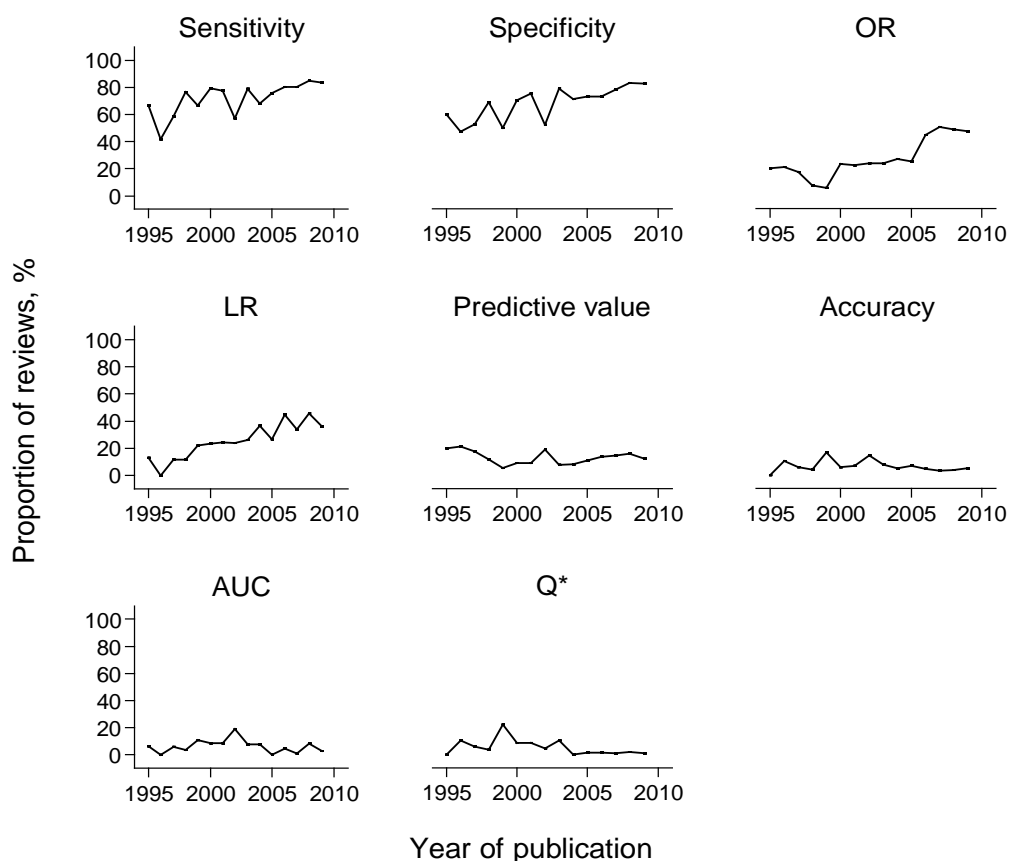 Sensitivity Specificity OR
100
80
60
40
20
0
1995 2000 2005 2010 1995 2000 2005 2010 1995 2000 2005 2010
LR Predictive value Accuracy
100
80
60
40
20
0
1995 2000 2005 2010 1995 2000 2005 2010 1995 2000 2005 2010
AUC Q*
100
80
60
40
20
0
1995 2000 2005 2010 1995 2000 2005 2010
Proportion of reviews, %
Year of publication